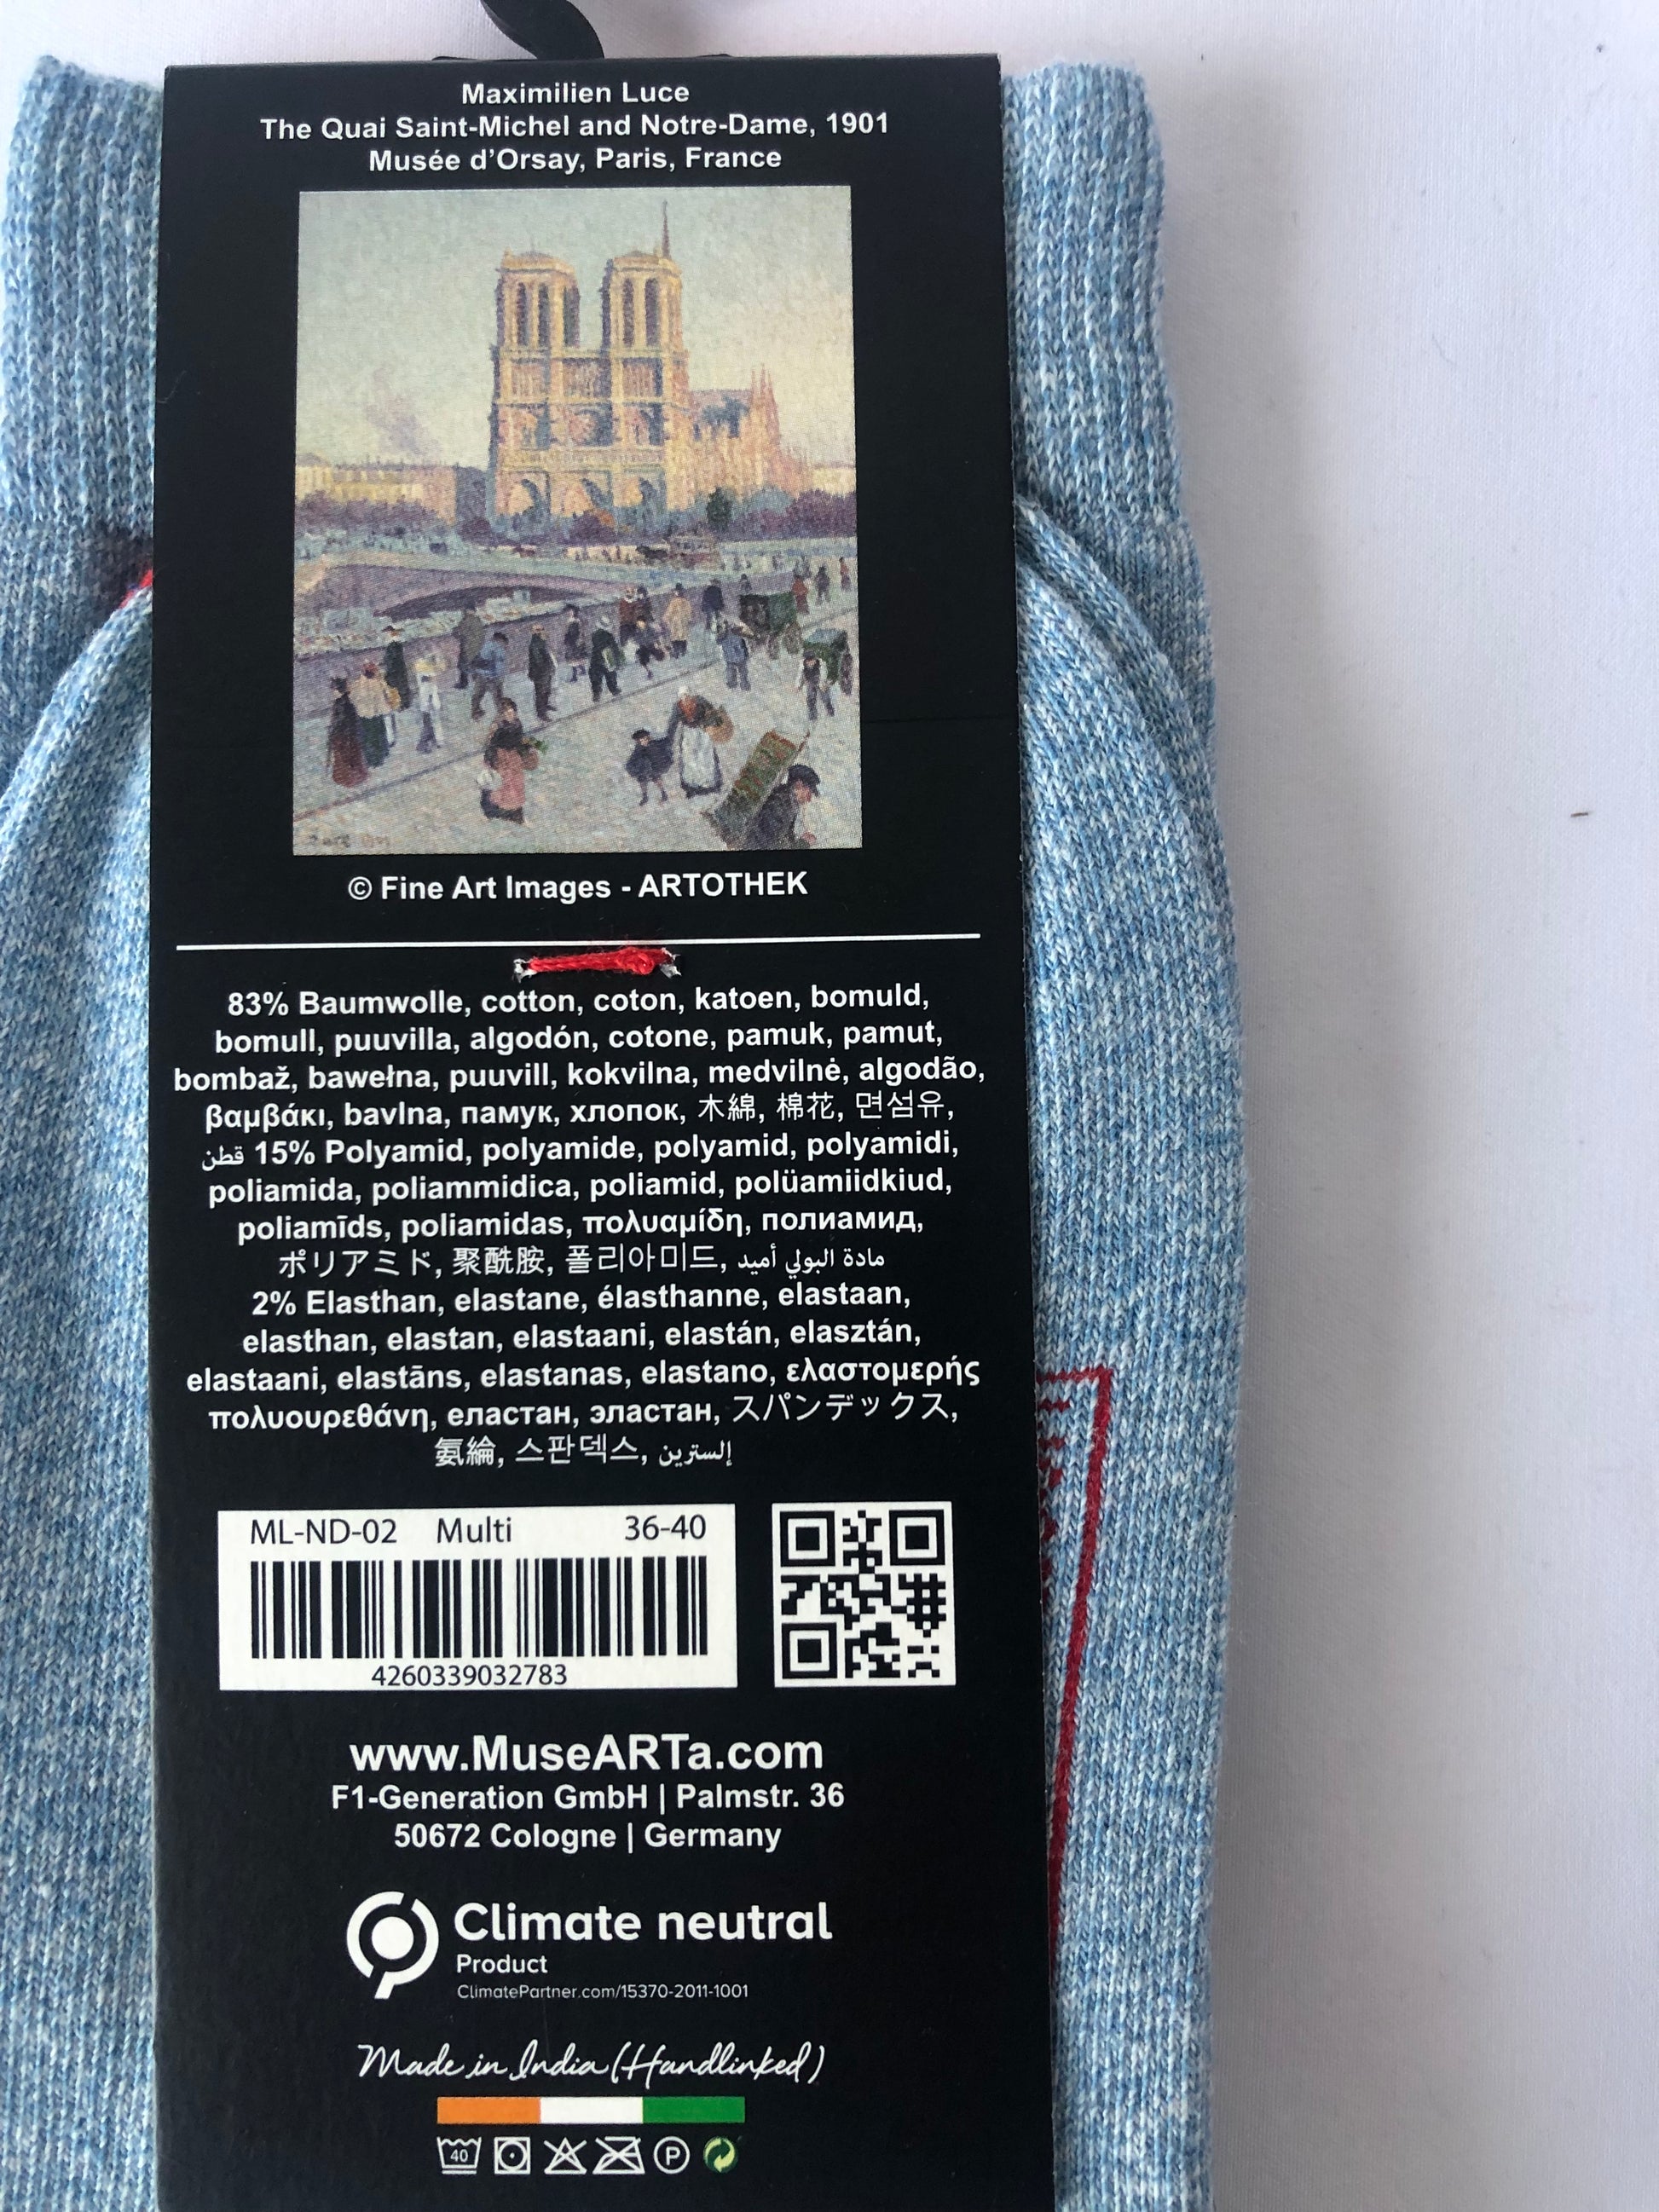 Maximilien Luce
The Quai Saint-Michel and Notre-Dame, 1901
Musée d’Orsay, Paris, France
© Fine Art Images - ARTOTHEK
83% Baumwolle, cotton, coton, katoen, bomuld,
bomull, puuvilla, algodón, cotone, pamuk, pamut,
bombaž, bawełna, puuvill, kokvilna, medvilnė, algodão,
βαμβάκι, bavlna, памук, хлопок, 木綿, 棉花, 면섬유,
قطن 15% Polyamid, polyamide, polyamid, polyamidi,
poliamida, poliammidica, poliamid, polüamiidkiud,
poliamīds, poliamidas, πολυαμίδη, полиамид,
ポリアミド, 聚酰胺, 폴리아미드, مادة البولي أميد
2% Elasthan, elastane, élasthanne, elastaan,
elasthan, elastan, elastaani, elastán, elasztán,
elastaani, elastāns, elastanas, elastano, ελαστομερής
πολυουρεθάνη, еластан, эластан, スパンデックス,
氨綸, 스판덱스, إلسترين
ML-ND-02 Multi 36-40
4260339032783
www.MuseARTa.com
F1-Generation GmbH | Palmstr. 36
50672 Cologne | Germany
Climate neutral
Product
ClimatePartner.com/15370-2011-1001
Made in India (Handlinked)
40 P